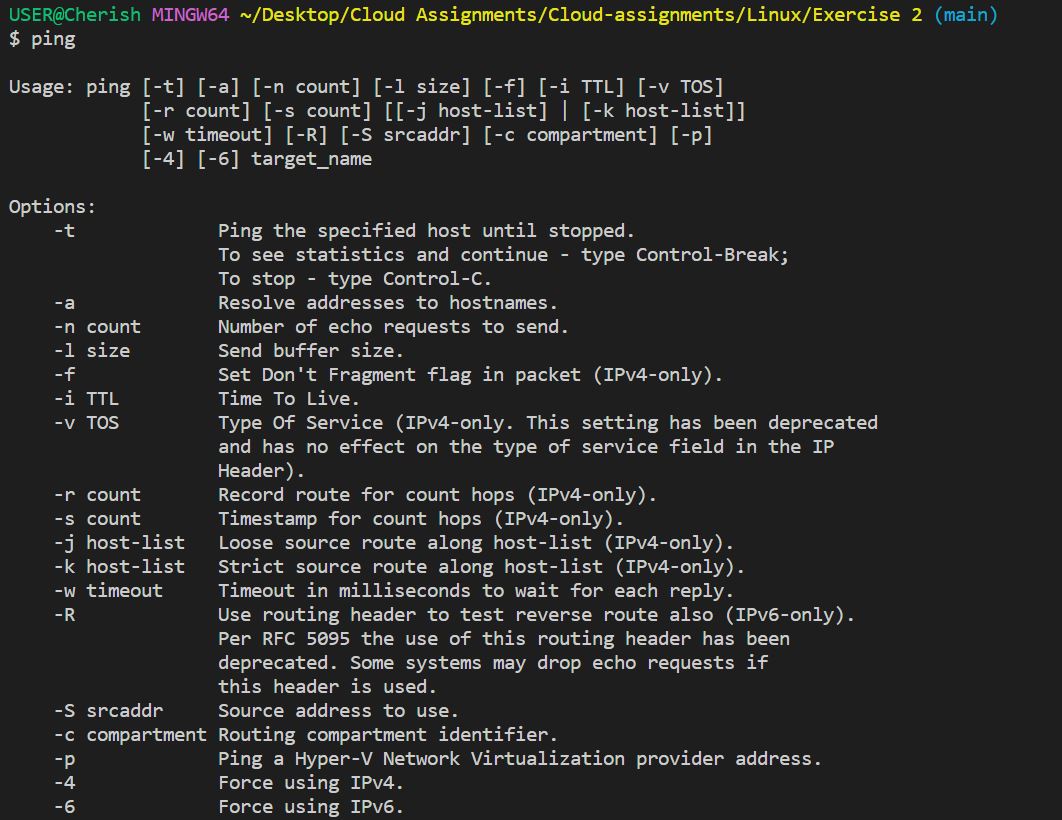 USER@Cherish MINGW64 ~/Desktop/Cloud Assignments/Cloud-assignments/Linux/Exercise 2 (main)
$ ping

Usage: ping [-t] [-a] [-n count] [-l size] [-f] [-i TTL] [-v TOS]
            [-r count] [-s count] [[-j host-list] | [-k host-list]]
            [-w timeout] [-R] [-S srcaddr] [-c compartment] [-p]
            [-4] [-6] target_name

Options:
    -t             Ping the specified host until stopped.
                   To see statistics and continue - type Control-Break;
                   To stop - type Control-C.
    -a             Resolve addresses to hostnames.
    -n count       Number of echo requests to send.
    -l size        Send buffer size.
    -f             Set Don't Fragment flag in packet (IPv4-only).
    -i TTL         Time To Live.
    -v TOS         Type Of Service (IPv4-only. This setting has been deprecated
                   and has no effect on the type of service field in the IP
                   Header).
    -r count       Record route for count hops (IPv4-only).
    -s count       Timestamp for count hops (IPv4-only).
    -j host-list   Loose source route along host-list (IPv4-only).
    -k host-list   Strict source route along host-list (IPv4-only).
    -w timeout     Timeout in milliseconds to wait for each reply.
    -R             Use routing header to test reverse route also (IPv6-only).
                   Per RFC 5095 the use of this routing header has been
                   deprecated. Some systems may drop echo requests if
                   this header is used.
    -S srcaddr     Source address to use.
    -c compartment Routing compartment identifier.
    -p             Ping a Hyper-V Network Virtualization provider address.
    -4             Force using IPv4.
    -6             Force using IPv6.